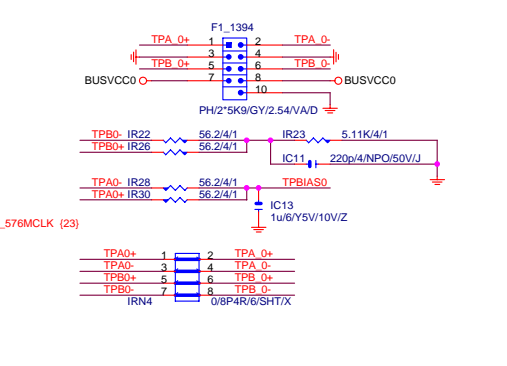 F1_1394
TPA_0+ 1 2 TPA_0-
3 4
TPB_0+ 5 6 TPB_0-
BUSVCC0 7 8 BUSVCC0
10
PH/2*5K9/GY/2.54/VA/D
TPB0- IR22 56.2/4/1 IR23 5.11K/4/1
TPB0+ IR26 56.2/4/1
IC11 220p/4/NPO/50V/J
TPA0- IR28 56.2/4/1 TPBIAS0
TPA0+ IR30 56.2/4/1
IC13
1u/6/Y5V/10V/Z
_576MCLK {23}
TPA0+ 1 2 TPA_0+
TPA0- 3 4 TPA_0-
TPB0+ 5 6 TPB_0+
TPB0- 7 8 TPB_0-
IRN4 0/8P4R/6/SHT/X